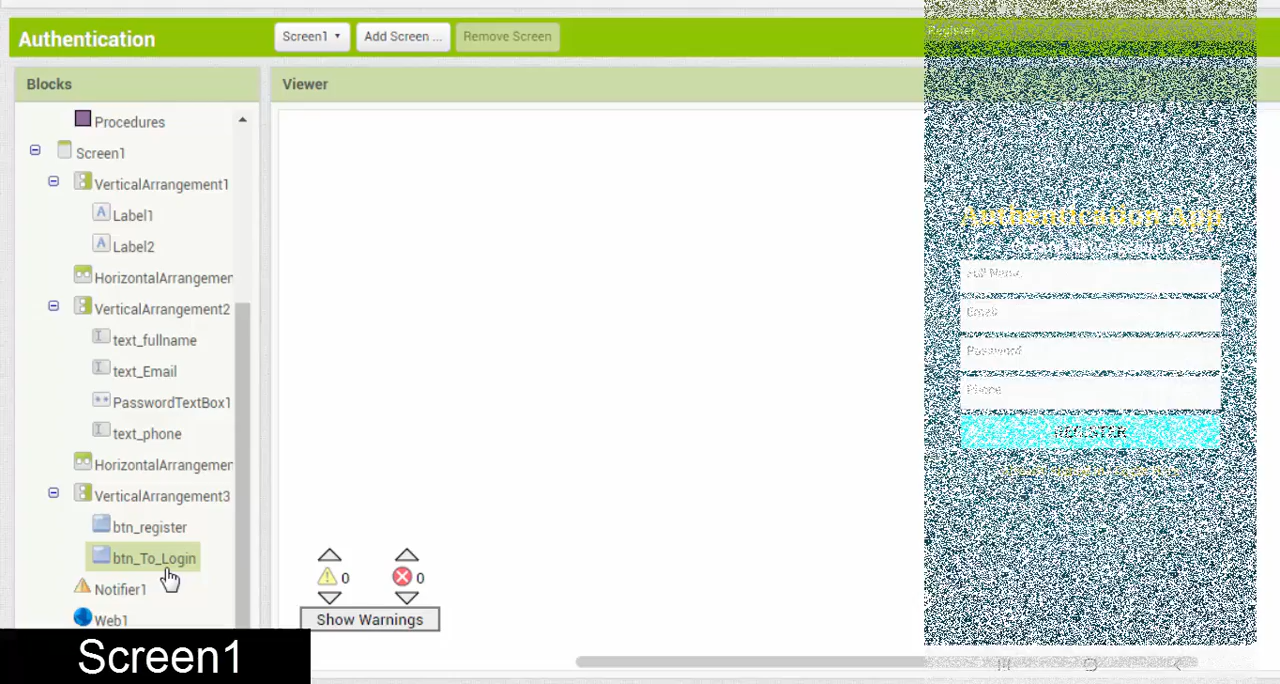 Authentication
Screen1
Add Screen ...
Remove Screen
Blocks
Viewer
Procedures
Screen1
VerticalArrangement1
Label1
Label2
HorizontalArrangemen
VerticalArrangement2
text_fullname
text_Email
PasswordTextBox1
text_phone
HorizontalArrangemen
VerticalArrangement3
btn_register
btn_To_Login
Notifier1
Web1
0
0
Show Warnings
Screen1
Register
Authentication App
Full Name
Email
Password
Phone
REGISTER